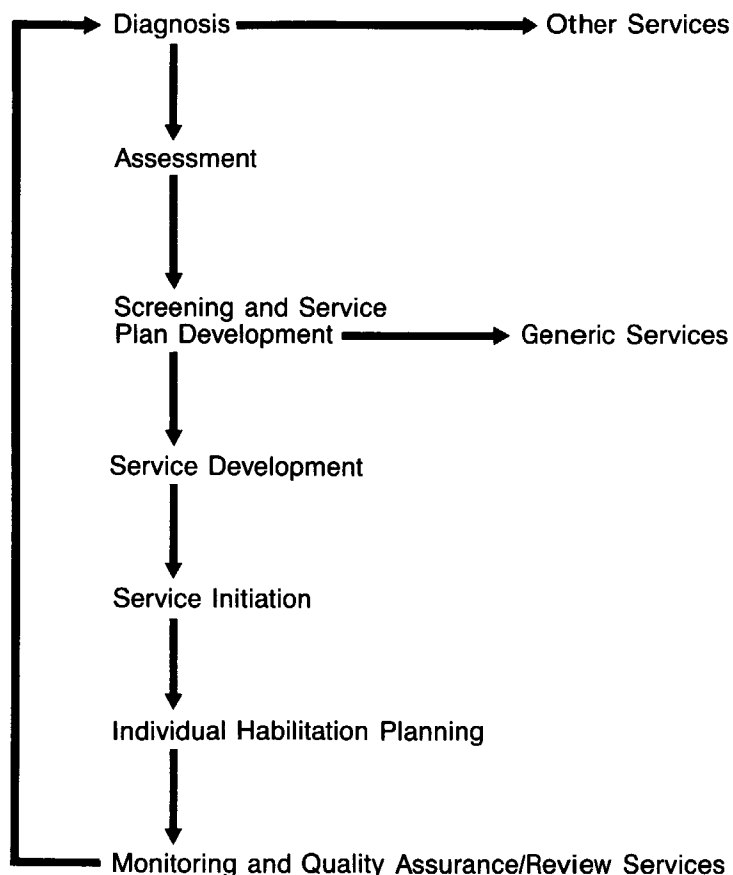 Diagnosis
Other Services
Assessment
Screening and Service
Plan Development
Generic Services
Service Development
Service Initiation
Individual Habilitation Planning
Monitoring and Quality Assurance/Review Services